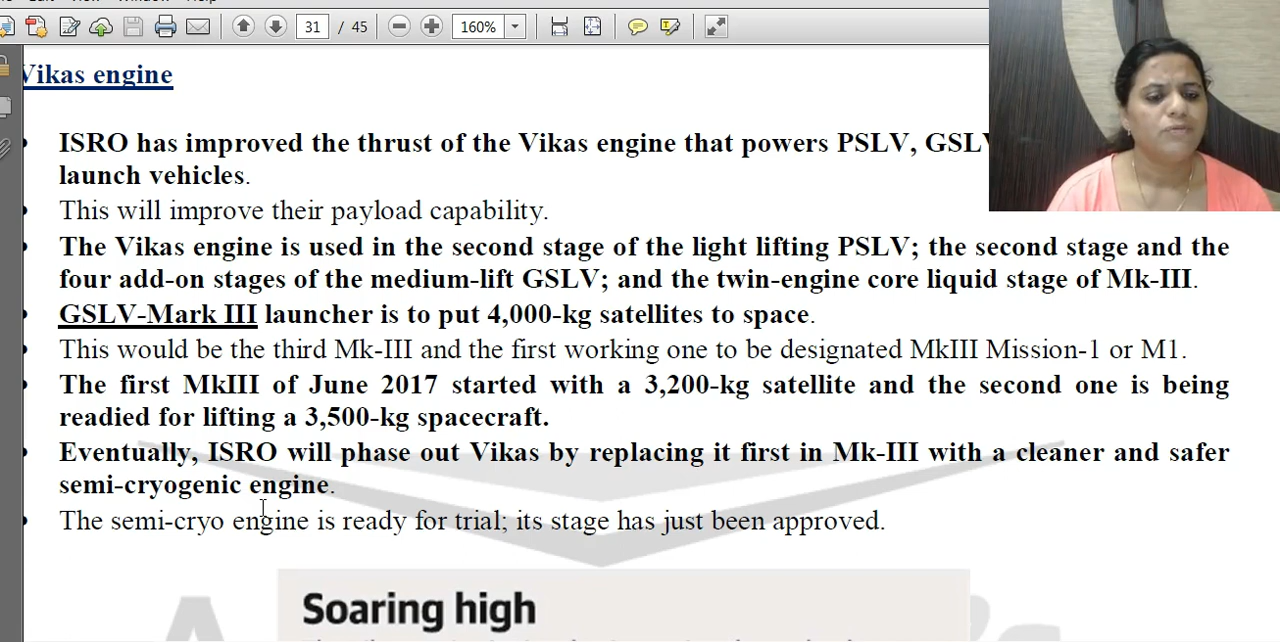 Window Help
31 / 45 160%
Vikas engine
ISRO has improved the thrust of the Vikas engine that powers PSLV, GSLV
launch vehicles.
This will improve their payload capability.
The Vikas engine is used in the second stage of the light lifting PSLV; the second stage and the
four add-on stages of the medium-lift GSLV; and the twin-engine core liquid stage of Mk-III.
GSLV-Mark III launcher is to put 4,000-kg satellites to space.
This would be the third Mk-III and the first working one to be designated MkIII Mission-1 or M1.
The first MkIII of June 2017 started with a 3,200-kg satellite and the second one is being
readied for lifting a 3,500-kg spacecraft.
Eventually, ISRO will phase out Vikas by replacing it first in Mk-III with a cleaner and safer
semi-cryogenic engine.
The semi-cryo engine is ready for trial; its stage has just been approved.
Soaring high